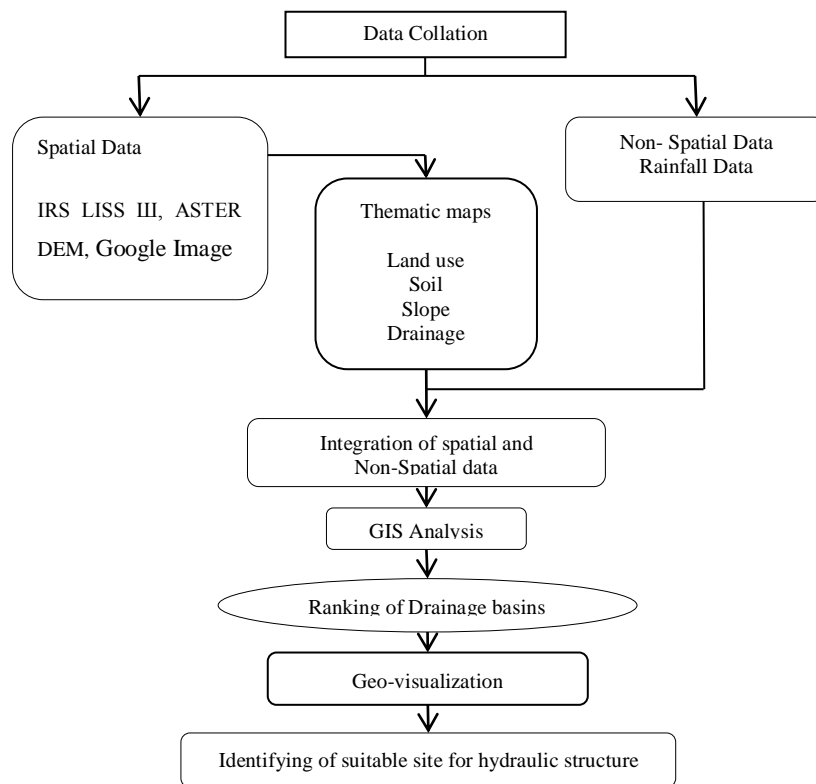 Data Collation
Spatial Data
IRS LISS III, ASTER
DEM, Google Image
Non- Spatial Data
Rainfall Data
Thematic maps
Land use
Soil
Slope
Drainage
Integration of spatial and
Non-Spatial data
GIS Analysis
Ranking of Drainage basins
Geo-visualization
Identifying of suitable site for hydraulic structure